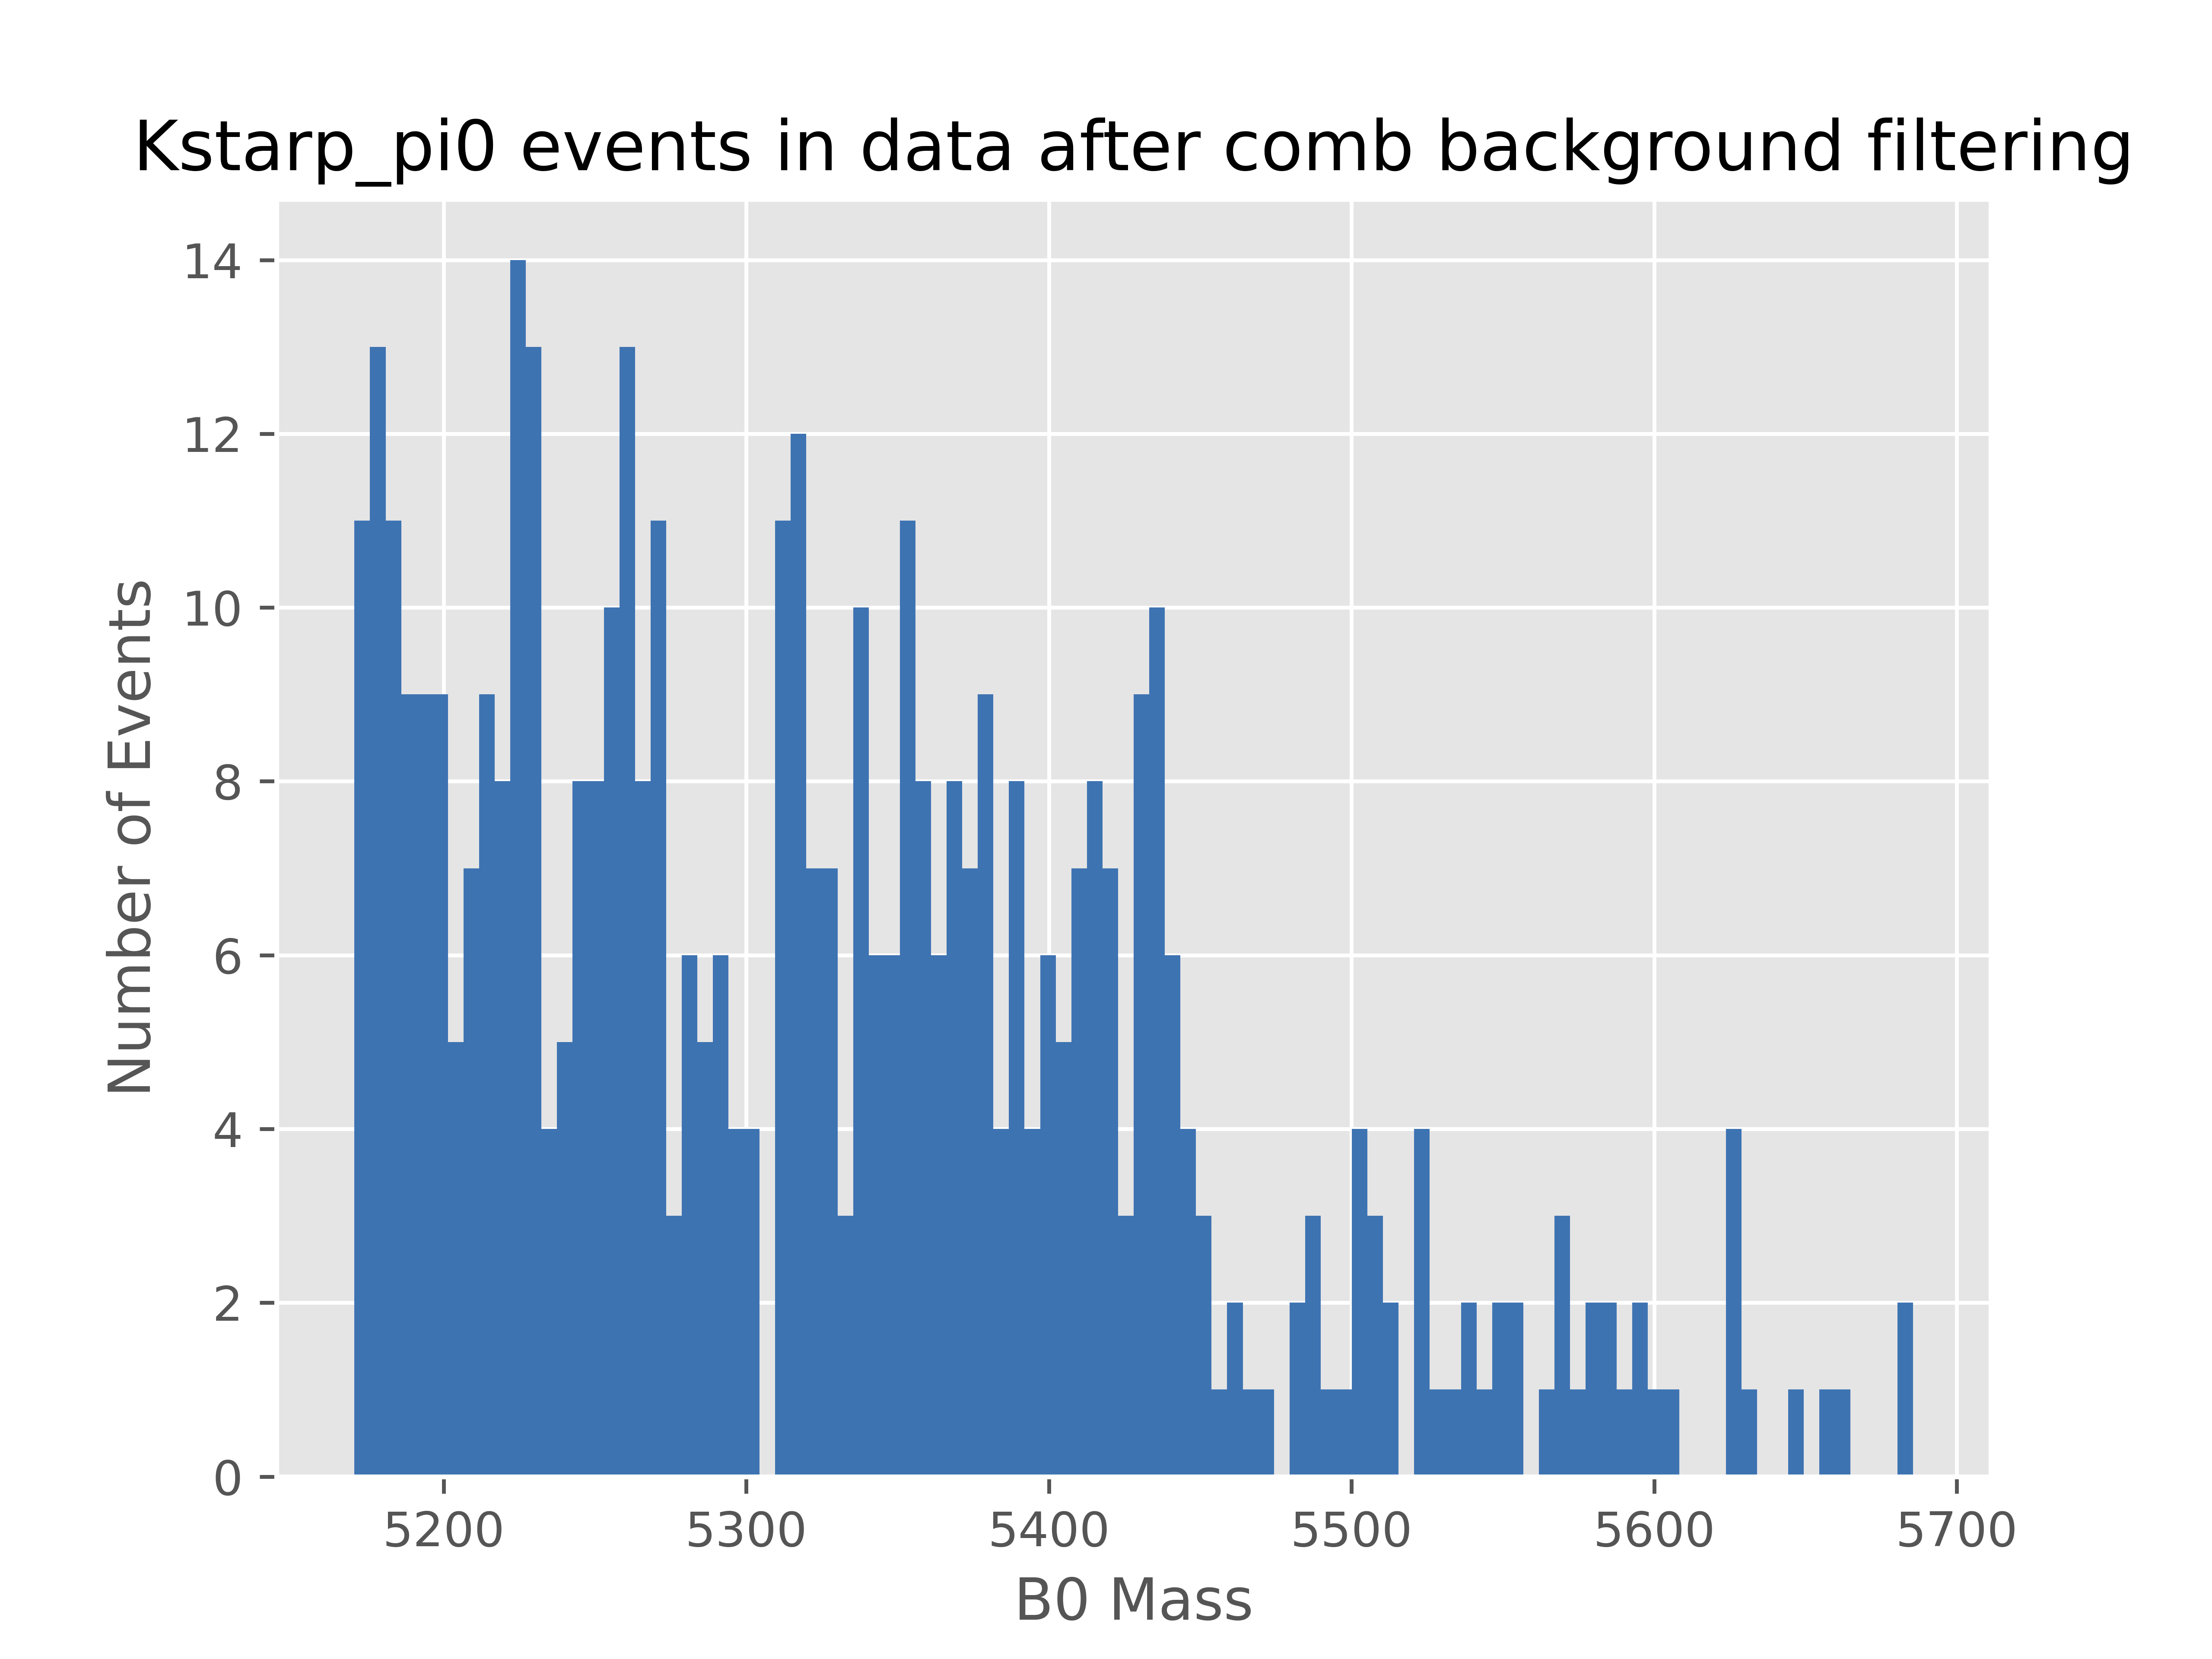 Kstarp_pi0 events in data after comb background filtering
14
12
10
8
6
4
2
0
Number of Events
5200 5300 5400 5500 5600 5700
B0 Mass